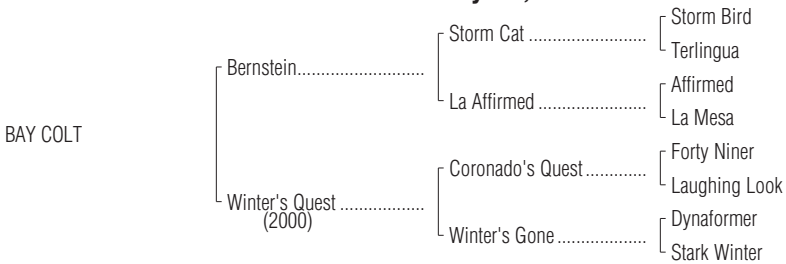 Storm Bird
Storm Cat ......................
Terlingua
Bernstein..........................
Affirmed
La Affirmed ....................
La Mesa
BAY COLT
Forty Niner
Coronado's Quest.............
Laughing Look
Winter's Quest ..................
(2000)
Dynaformer
Winter's Gone...................
Stark Winter